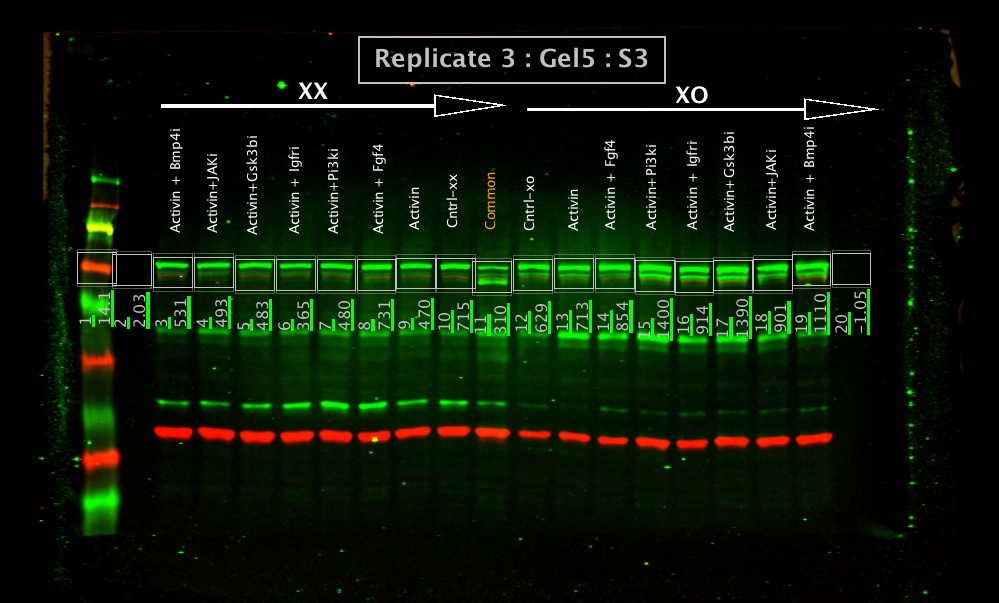 Replicate 3 : Gel5 : S3
XX
XO
Activin + Bmp4i
Activin+JAKi
Activin+Gsk3bi
Activin + Igfri
Activin+Pi3ki
Activin + Fgf4
Activin
Cntrl-xx
Common
Cntrl-xo
Activin
Activin + Fgf4
Activin+Pi3ki
Activin + Igfri
Activin+Gsk3bi
Activin+JAKi
Activin + Bmp4i
1
14.1
2
2.03
3
531
4
493
5
483
6
365
7
480
8
731
9
470
10
715
11
310
12
629
13
713
14
854
15
1400
16
914
17
1390
18
901
19
1110
20
-1.05